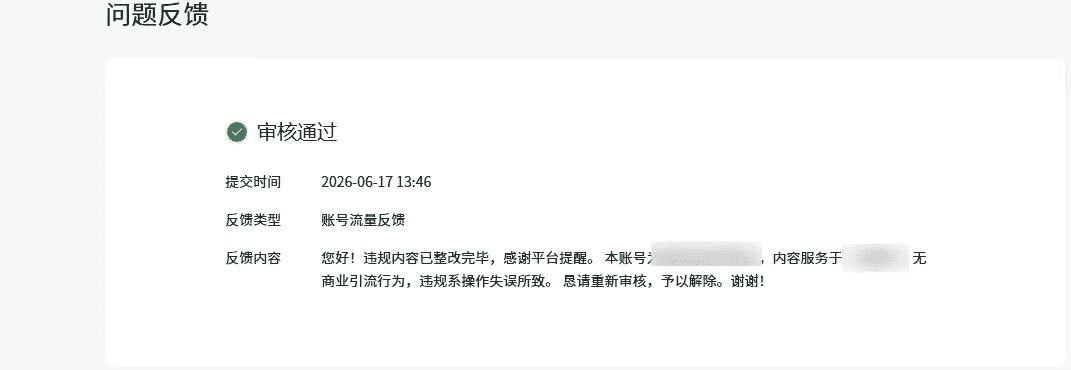 问题反馈
审核通过
提交时间 2026-06-17 13:46
反馈类型 账号流量反馈
反馈内容 您好！违规内容已整改完毕，感谢平台提醒。 本账号 ，内容服务于 无
商业引流行为，违规系操作失误所致。 恳请重新审核，予以解除。谢谢！